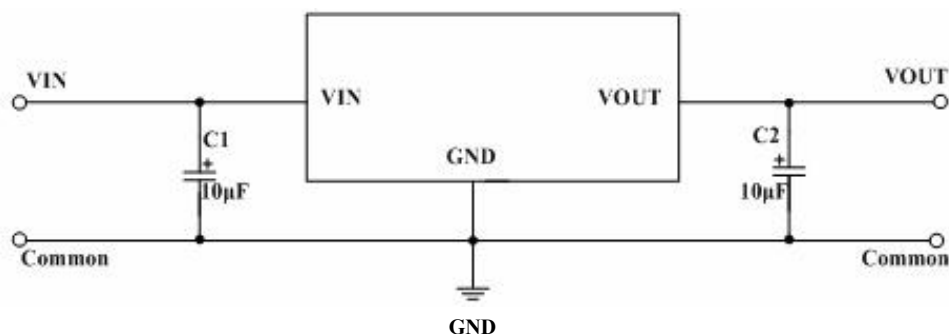 VIN
VOUT
VIN
VOUT
C1
C2
GND
+
+
10μF
10μF
Common
Common
GND